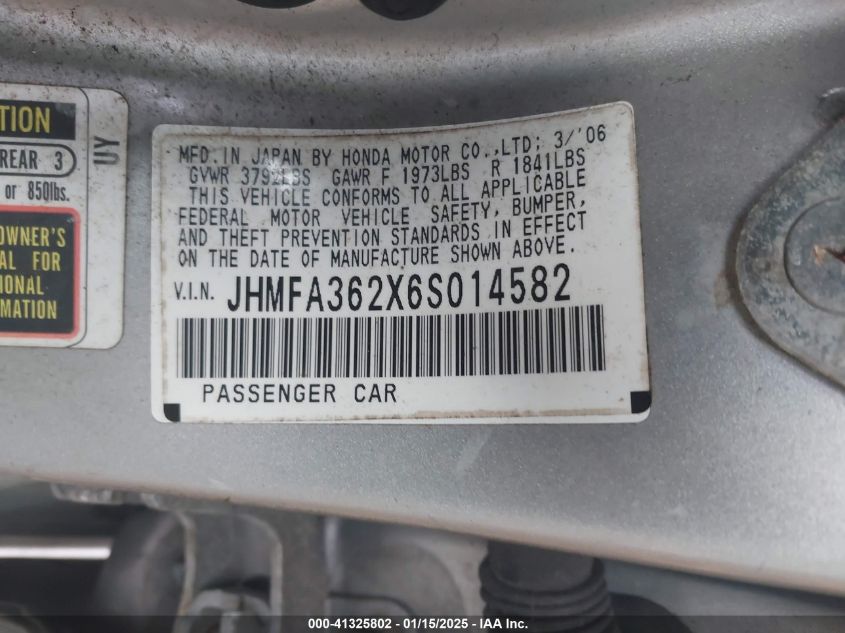 TION
REAR 3
or 850lbs.
OWNER'S
AL FOR
IONAL
RMATIONS
UY
MFD. IN JAPAN BY HONDA MOTOR CO., LTD; 3/'06
GVWR 3792LBS GAWR F 1973LBS R 1841LBS
THIS VEHICLE CONFORMS TO ALL APPLICABLE
FEDERAL MOTOR VEHICLE SAFETY, BUMPER,
AND THEFT PREVENTION STANDARDS IN EFFECT
ON THE DATE OF MANUFACTURE SHOWN ABOVE.
V.I.N. JHMFA362X6S014582
PASSENGER CAR
000-41325802 - 01/15/2025 - IAA Inc.